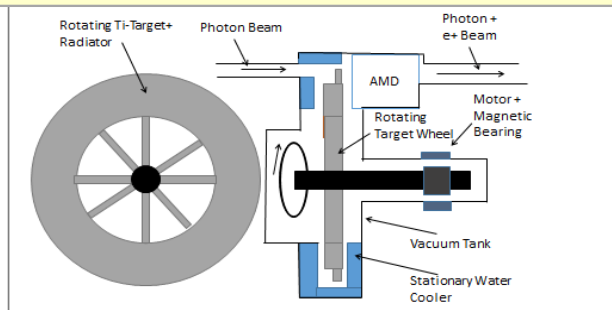 Rotating Ti-Target+
Radiator
Photon Beam
Photon +
e+ Beam
AMD
Rotating
Target Wheel
Motor +
Magnetic
Bearing
Vacuum Tank
Stationary Water
Cooler